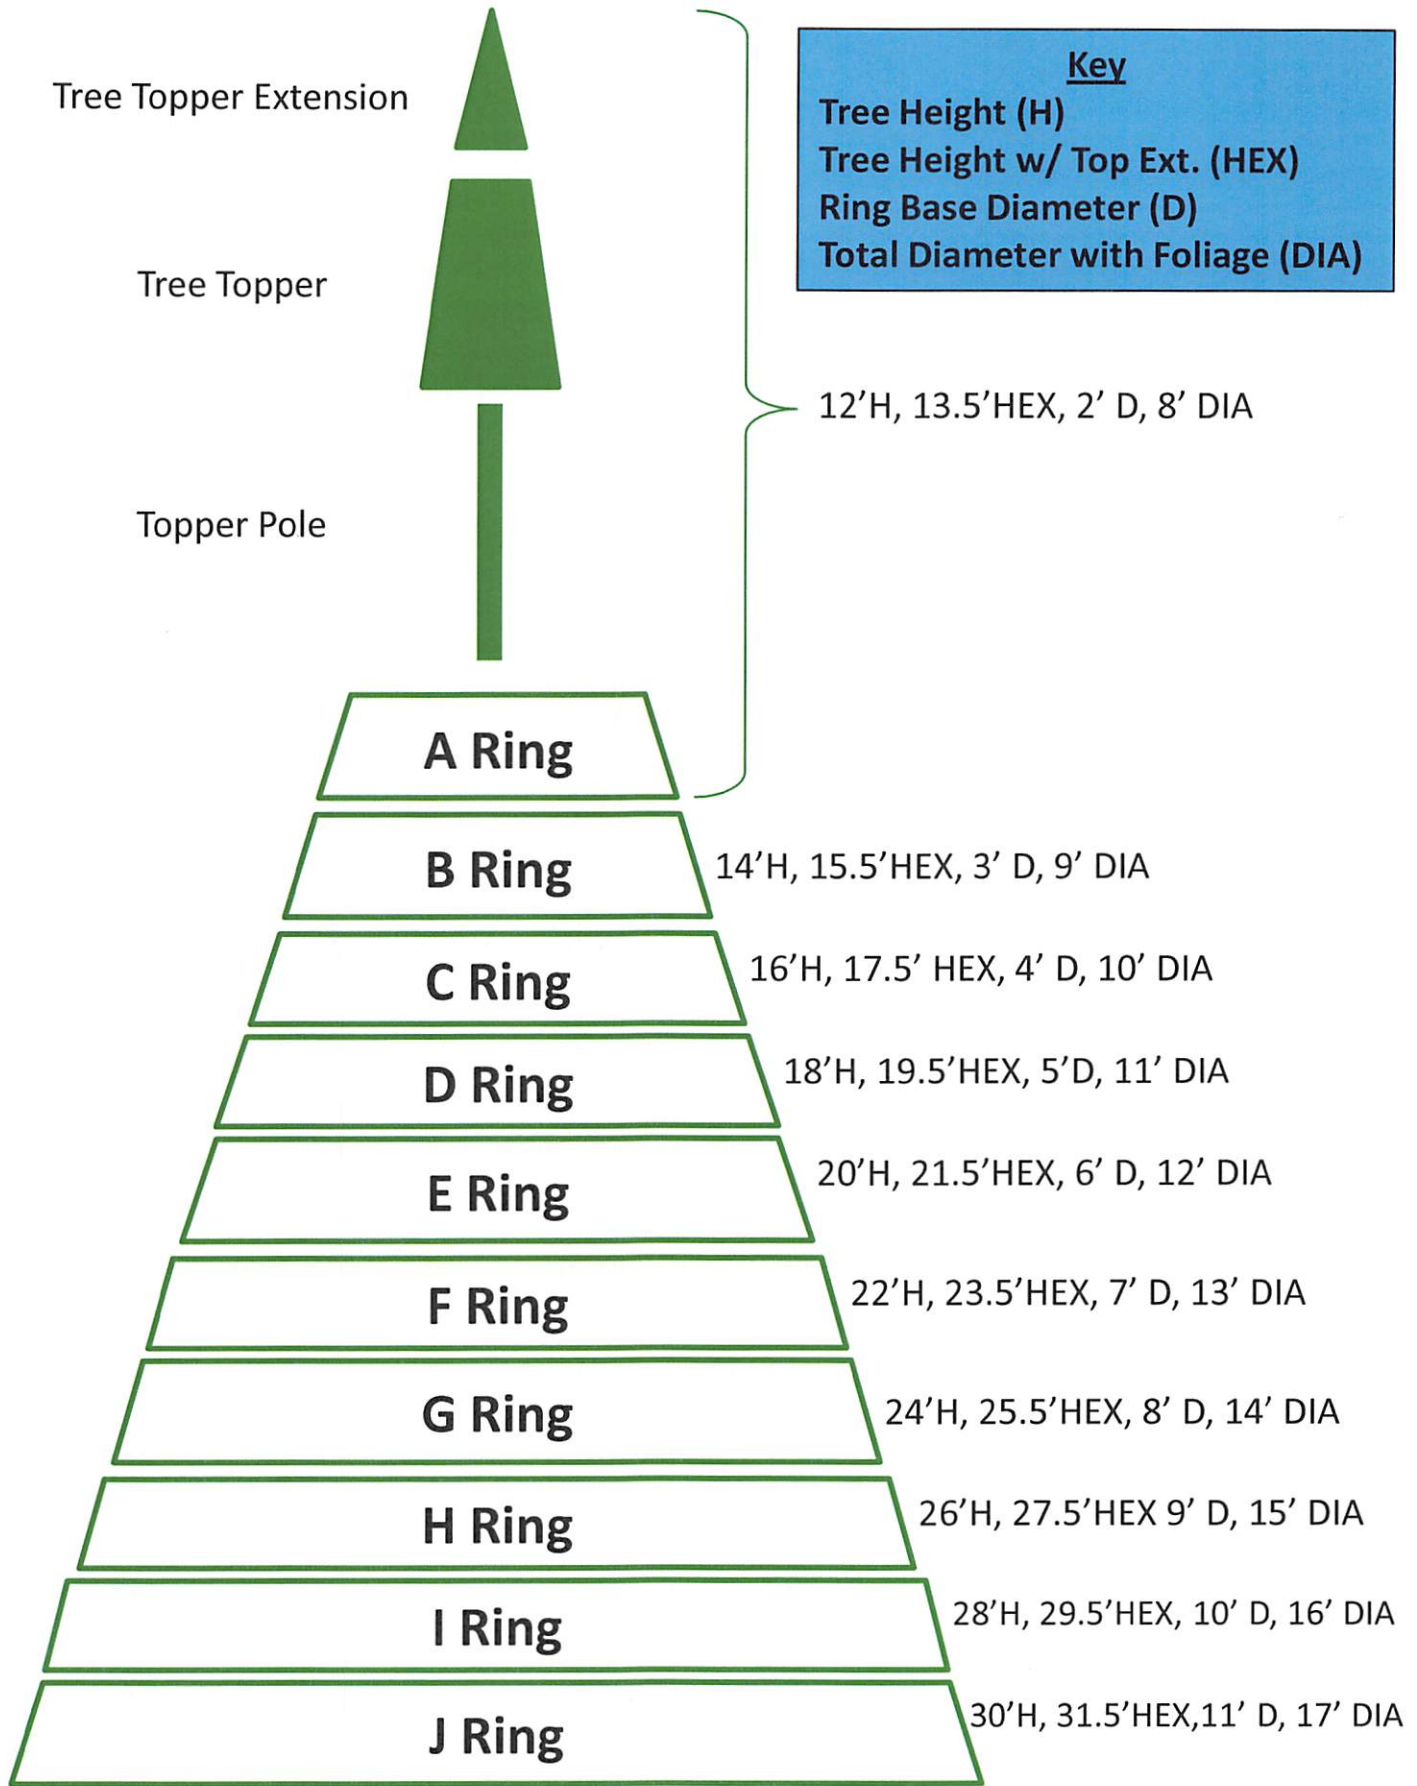 Key
Tree Height (H)
Tree Height w/ Top Ext. (HEX)
Ring Base Diameter (D)
Total Diameter with Foliage (DIA)
Tree Topper Extension
Tree Topper
12’H, 13.5’HEX, 2’ D, 8’ DIA
Topper Pole
A Ring
B Ring
14’H, 15.5’HEX, 3’ D, 9’ DIA
C Ring
16’H, 17.5’ HEX, 4’ D, 10’ DIA
D Ring
18’H, 19.5’HEX, 5’D, 11’ DIA
E Ring
20’H, 21.5’HEX, 6’ D, 12’ DIA
F Ring
22’H, 23.5’HEX, 7’ D, 13’ DIA
G Ring
24’H, 25.5’HEX, 8’ D, 14’ DIA
H Ring
26’H, 27.5’HEX 9’ D, 15’ DIA
I Ring
28’H, 29.5’HEX, 10’ D, 16’ DIA
J Ring
30’H, 31.5’HEX,11’ D, 17’ DIA